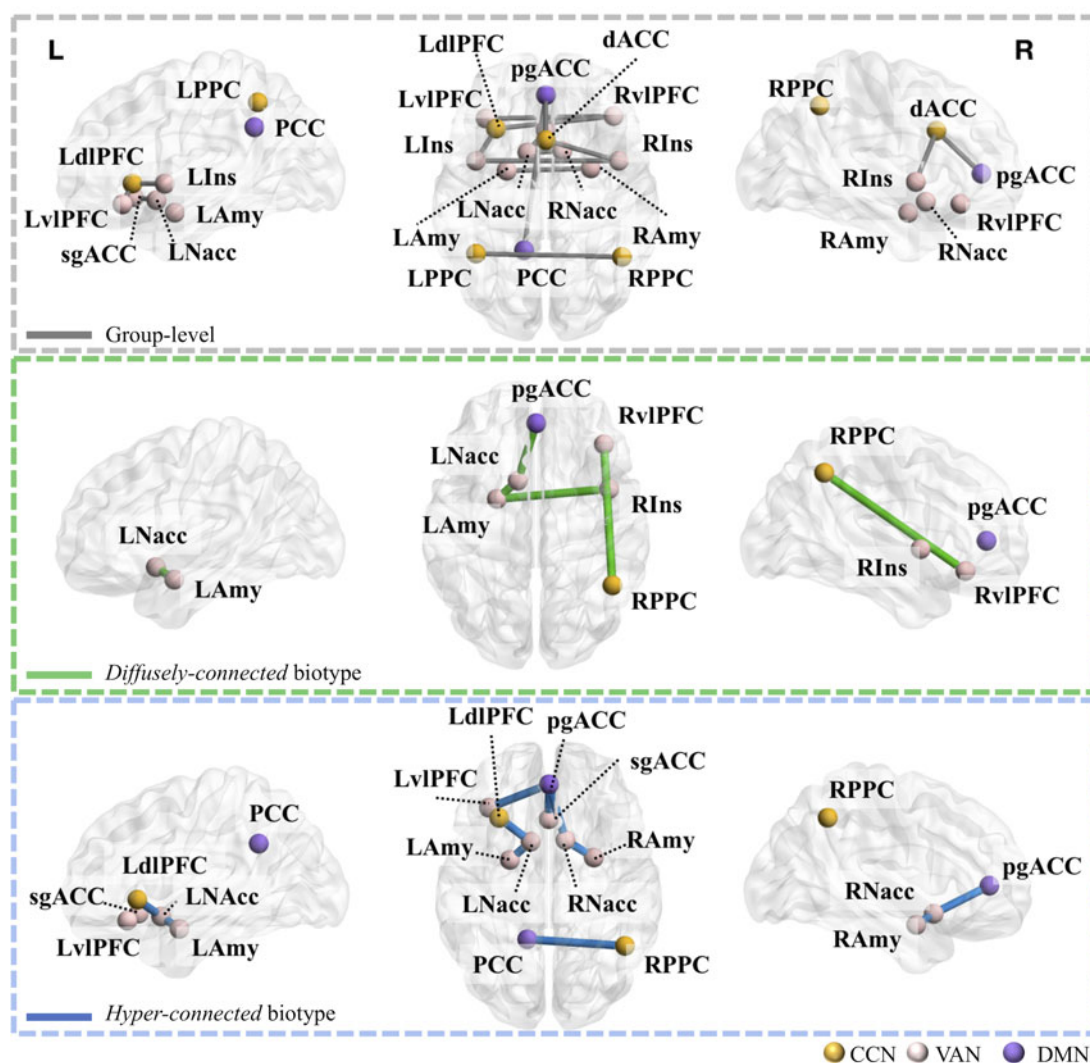 L
LPPC
PCC
LdlPFC
LIns
LvlPFC
LAmy
sgACC
LNacc
LdlPFC
dACC
pgACC
LvlPFC
RvlPFC
LIns
RIns
LNacc
RNacc
LAmy
RAmy
LPPC
PCC
RPPC
R
RPPC
dACC
RIns
pgACC
RAmy
RvlPFC
RNacc
Group-level
LNacc
LAmy
pgACC
RvlPFC
LNacc
RIns
LAmy
RPPC
RPPC
pgACC
RIns
RvlPFC
Diffusely-connected biotype
PCC
LdlPFC
sgACC
LNAcc
LvlPFC
LAmy
LdlPFC
pgACC
sgACC
LvlPFC
LAmy
RAmy
LNacc
RNacc
PCC
RPPC
RPPC
pgACC
RNacc
RAmy
Hyper-connected biotype
CCN VAN DMN